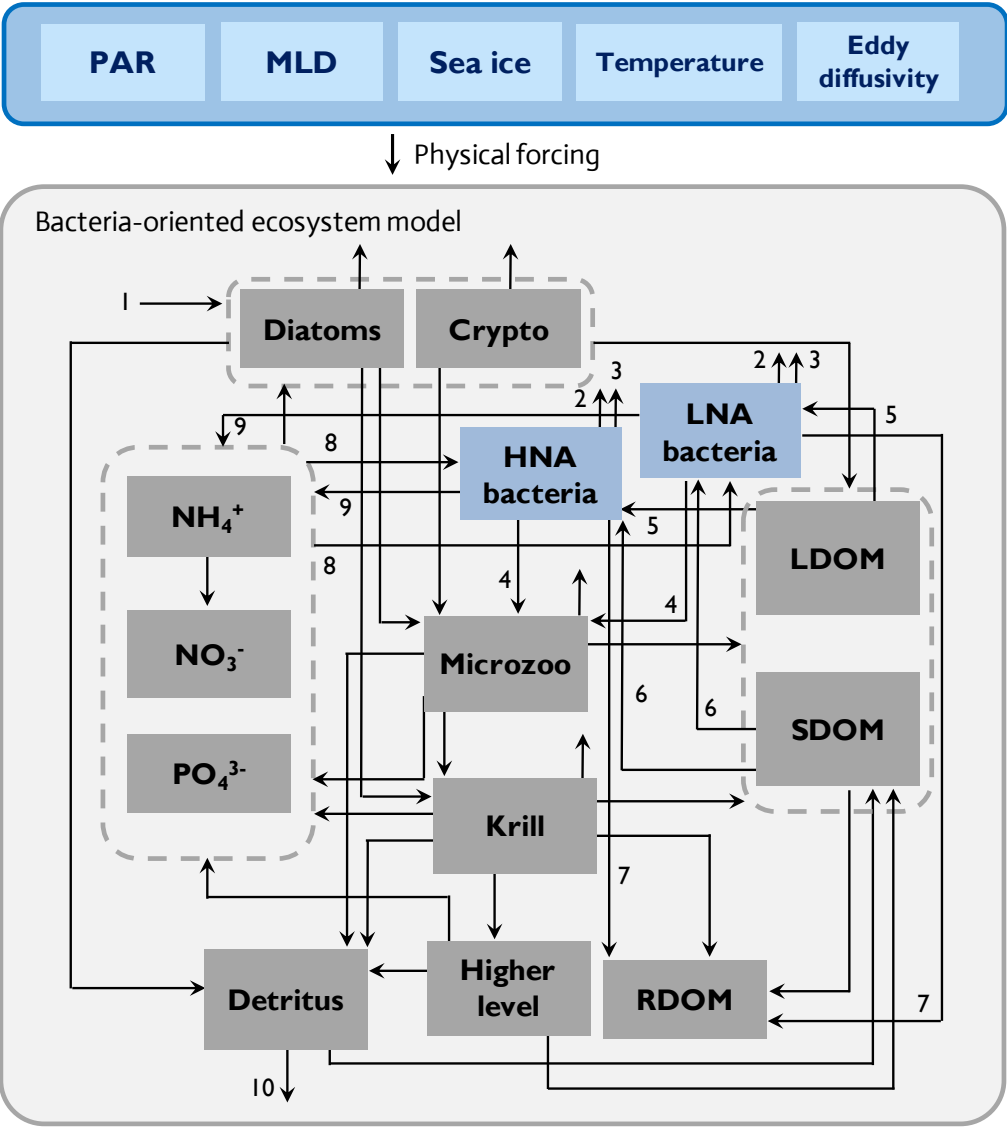 PAR
MLD
Sea ice
Temperature
Eddy
diffusivity
Physical forcing
Bacteria-oriented ecosystem model
1
Diatoms
Crypto
2
3
2
3
LNA
bacteria
5
9
8
HNA
bacteria
9
5
NH₄⁺
8
LDOM
4
4
NO₃⁻
Microzoo
6
6
SDOM
PO₄³⁻
Krill
7
Higher
level
Detritus
RDOM
7
10